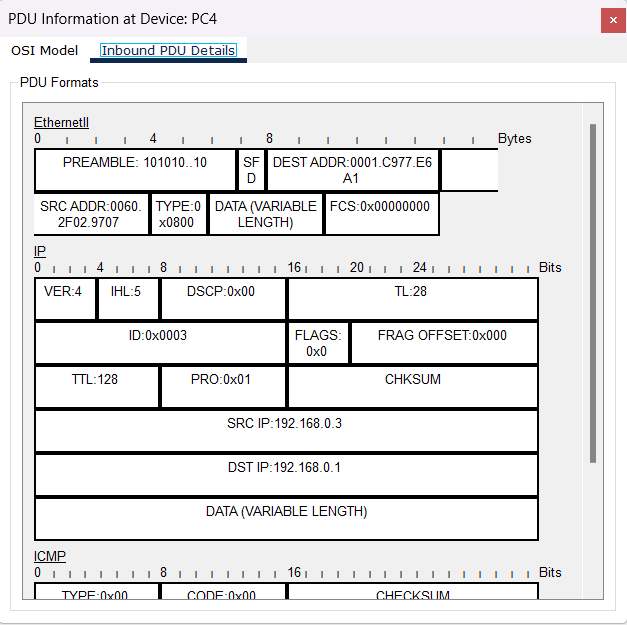 PDU Information at Device: PC4
OSI Model Inbound PDU Details
PDU Formats
EthernetII
0 4 8 Bytes
PREAMBLE: 101010..10 SF DEST ADDR:0001.C977.E6
D A1
SRC ADDR:0060. TYPE:0 DATA (VARIABLE FCS:0x00000000
2F02.9707 x0800 LENGTH)
IP
0 4 8 16 20 24 Bits
VER:4 IHL:5 DSCP:0x00 TL:28
ID:0x0003 FLAGS: FRAG OFFSET:0x000
0x0
TTL:128 PRO:0x01 CHKSUM
SRC IP:192.168.0.3
DST IP:192.168.0.1
DATA (VARIABLE LENGTH)
ICMP
0 8 16 Bits
TYPE:0x00 CODE:0x00 CHECKSUM